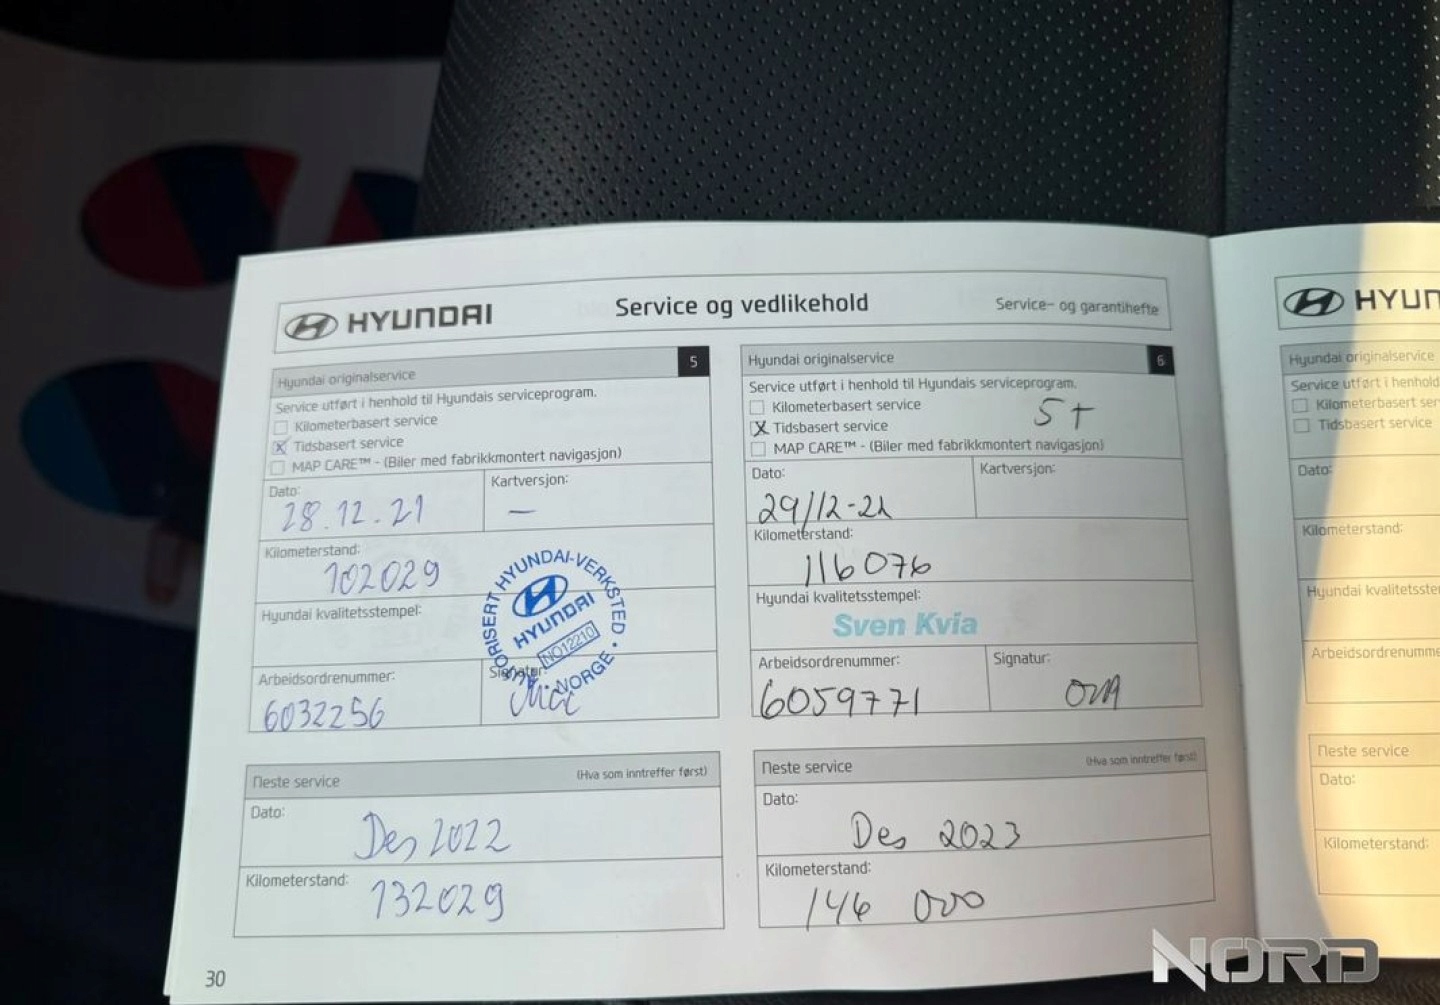 HYUNDAI
Service og vedlikehold
Service- og garantihefte
5
Hyundai originalservice
Service utført i henhold til Hyundais serviceprogram.
Kilometerbasert service
X Tidsbasert service
MAP CARE™ - (Biler med fabrikkmontert navigasjon)
Dato:
28.12.21
Kartversjon:
—
Kilometerstand:
102029
Hyundai kvalitetsstempel:
ORISERT HYUNDAI-VERKSTED • NORGE
HYUNDAI
NO12210
Arbeidsordrenummer:
6032256
Signatur:
Neste service
(Hva som inntreffer først)
Dato:
Des 2022
Kilometerstand:
132029
30
6
Hyundai originalservice
Service utført i henhold til Hyundais serviceprogram.
Kilometerbasert service
5+
X Tidsbasert service
MAP CARE™ - (Biler med fabrikkmontert navigasjon)
Dato:
29/12-22
Kartversjon:
Kilometerstand:
116076
Hyundai kvalitetsstempel:
Sven Kvia
Arbeidsordrenummer:
6059771
Signatur:
Neste service
(Hva som inntreffer først)
Dato:
Des 2023
Kilometerstand:
146 000
HYUN
Hyundai originalservice
Service utført i henhold
Kilometerbasert ser
Tidsbasert service
Dato:
Kilometerstand:
Hyundai kvalitetsste
Arbeidsordrenumme
Neste service
Dato:
Kilometerstand:
NORD